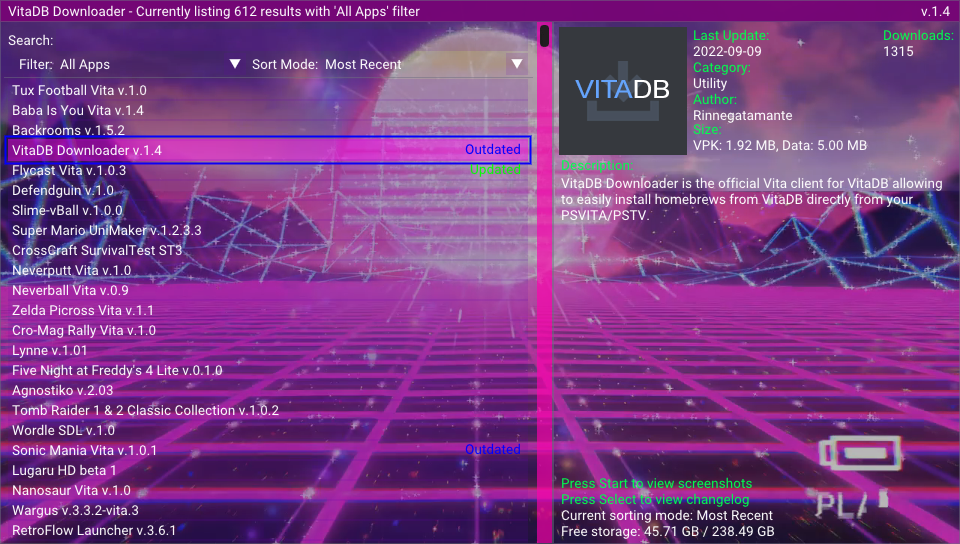 VitaDB Downloader - Currently listing 612 results with 'All Apps' filter
v.1.4
Search:
Filter: All Apps
Sort Mode: Most Recent
Tux Football Vita v.1.0
Baba Is You Vita v.1.4
Backrooms v.1.5.2
VitaDB Downloader v.1.4 Outdated
Flycast Vita v.1.0.3
Defendguin v.1.0
Slime-vBall v.1.0.0
Super Mario UniMaker v.1.2.3.3
CrossCraft SurvivalTest ST3
Neverputt Vita v.1.0
Neverball Vita v.0.9
Zelda Picross Vita v.1.1
Cro-Mag Rally Vita v.1.0
Lynne v.1.01
Five Night at Freddy's 4 Lite v.0.1.0
Agnostiko v.2.03
Tomb Raider 1 & 2 Classic Collection v.1.0.2
Wordle SDL v.1.0
Sonic Mania Vita v.1.0.1 Outdated
Lugaru HD beta 1
Nanosaur Vita v.1.0
Wargus v.3.3.2-vita.3
RetroFlow Launcher v.3.6.1
VITADB
Last Update:
2022-09-09
Downloads:
1315
Category:
Utility
Author:
Rinnegatamante
Size:
VPK: 1.92 MB, Data: 5.00 MB
Description:
VitaDB Downloader is the official Vita client for VitaDB allowing
to easily install homebrews from VitaDB directly from your
PSVITA/PSTV.
Press Start to view screenshots
Press Select to view changelog
Current sorting mode: Most Recent
Free storage: 45.71 GB / 238.49 GB